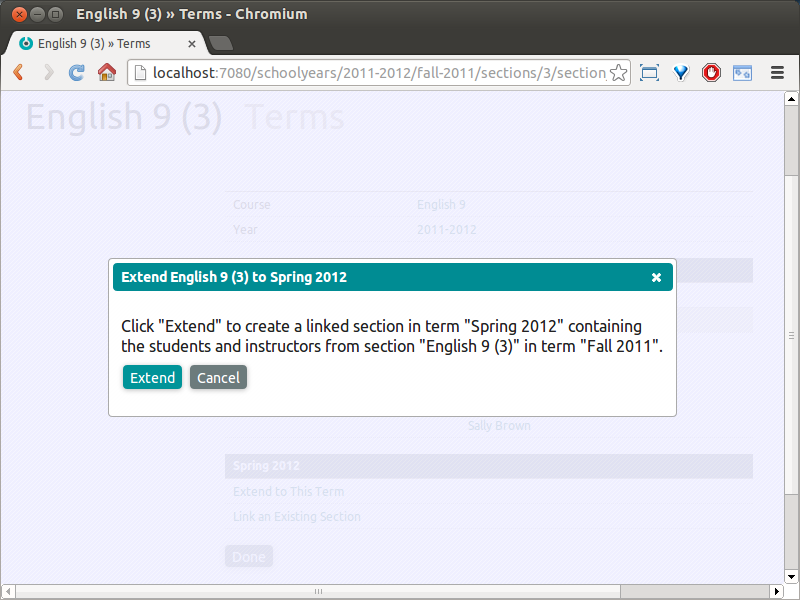 English 9 (3) » Terms - Chromium
English 9 (3) » Terms
localhost:7080/schoolyears/2011-2012/fall-2011/sections/3/section
English 9 (3) Terms
Course English 9
Year 2011-2012
Extend English 9 (3) to Spring 2012
Click "Extend" to create a linked section in term "Spring 2012" containing
the students and instructors from section "English 9 (3)" in term "Fall 2011".
Extend Cancel
Sally Brown
Spring 2012
Extend to This Term
Link an Existing Section
Done